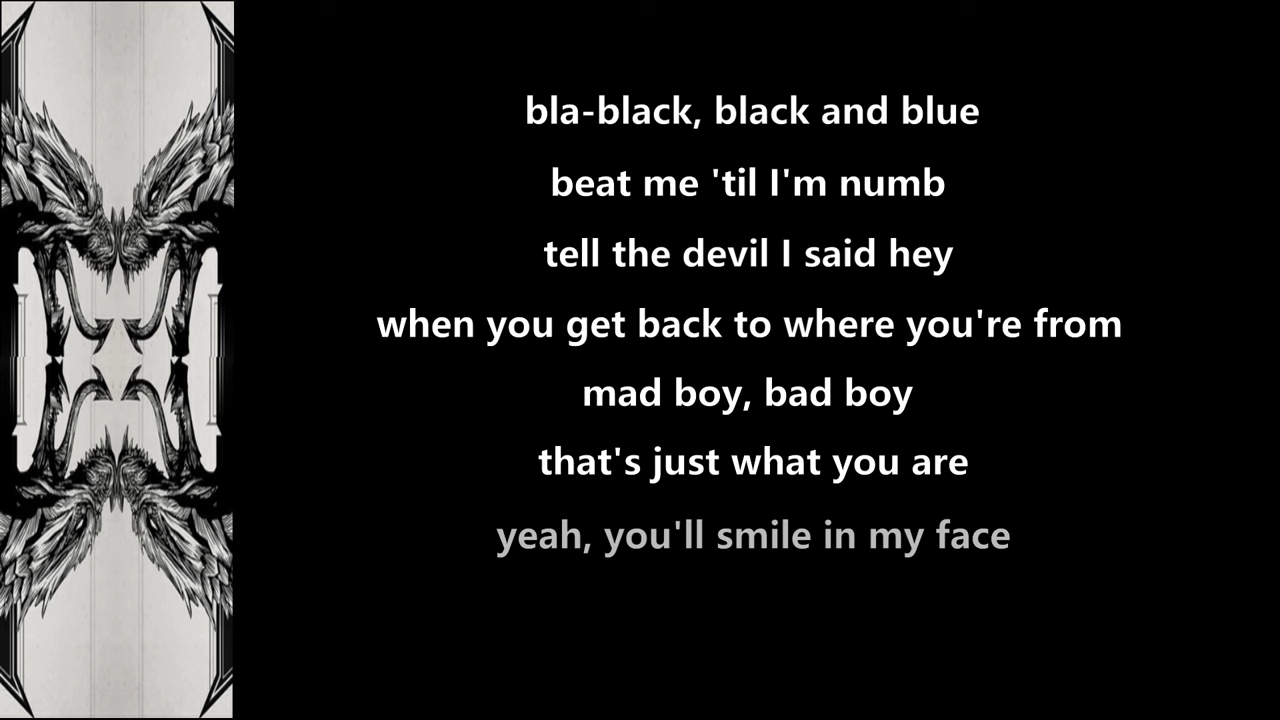 bla-black, black and blue
beat me 'til I'm numb
tell the devil I said hey
when you get back to where you're from
mad boy, bad boy
that's just what you are
yeah, you'll smile in my face